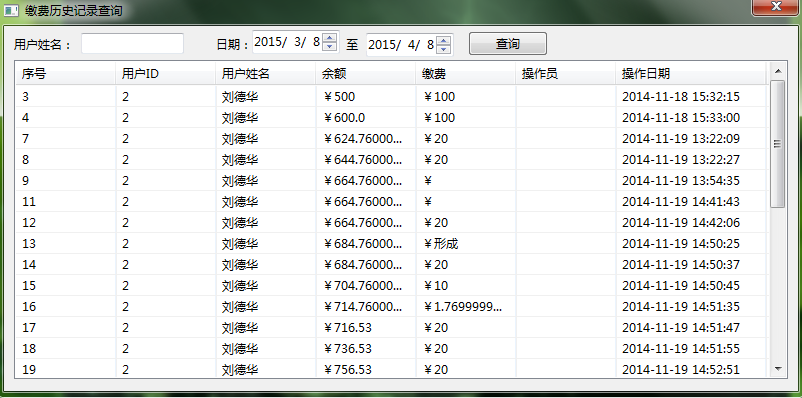 缴费历史记录查询
用户姓名： 日期： 2015/ 3/ 8 至 2015/ 4/ 8 查询
序号 用户ID 用户姓名 余额 缴费 操作员 操作日期
3 2 刘德华 ￥500 ￥100 2014-11-18 15:32:15
4 2 刘德华 ￥600.0 ￥100 2014-11-18 15:33:00
7 2 刘德华 ￥624.76000... ￥20 2014-11-19 13:22:09
8 2 刘德华 ￥644.76000... ￥20 2014-11-19 13:22:27
9 2 刘德华 ￥664.76000... ￥ 2014-11-19 13:54:35
11 2 刘德华 ￥664.76000... ￥ 2014-11-19 14:41:43
12 2 刘德华 ￥664.76000... ￥20 2014-11-19 14:42:06
13 2 刘德华 ￥684.76000... ￥形成 2014-11-19 14:50:25
14 2 刘德华 ￥684.76000... ￥20 2014-11-19 14:50:37
15 2 刘德华 ￥704.76000... ￥10 2014-11-19 14:50:45
16 2 刘德华 ￥714.76000... ￥1.7699999... 2014-11-19 14:51:35
17 2 刘德华 ￥716.53 ￥20 2014-11-19 14:51:47
18 2 刘德华 ￥736.53 ￥20 2014-11-19 14:51:55
19 2 刘德华 ￥756.53 ￥20 2014-11-19 14:52:51